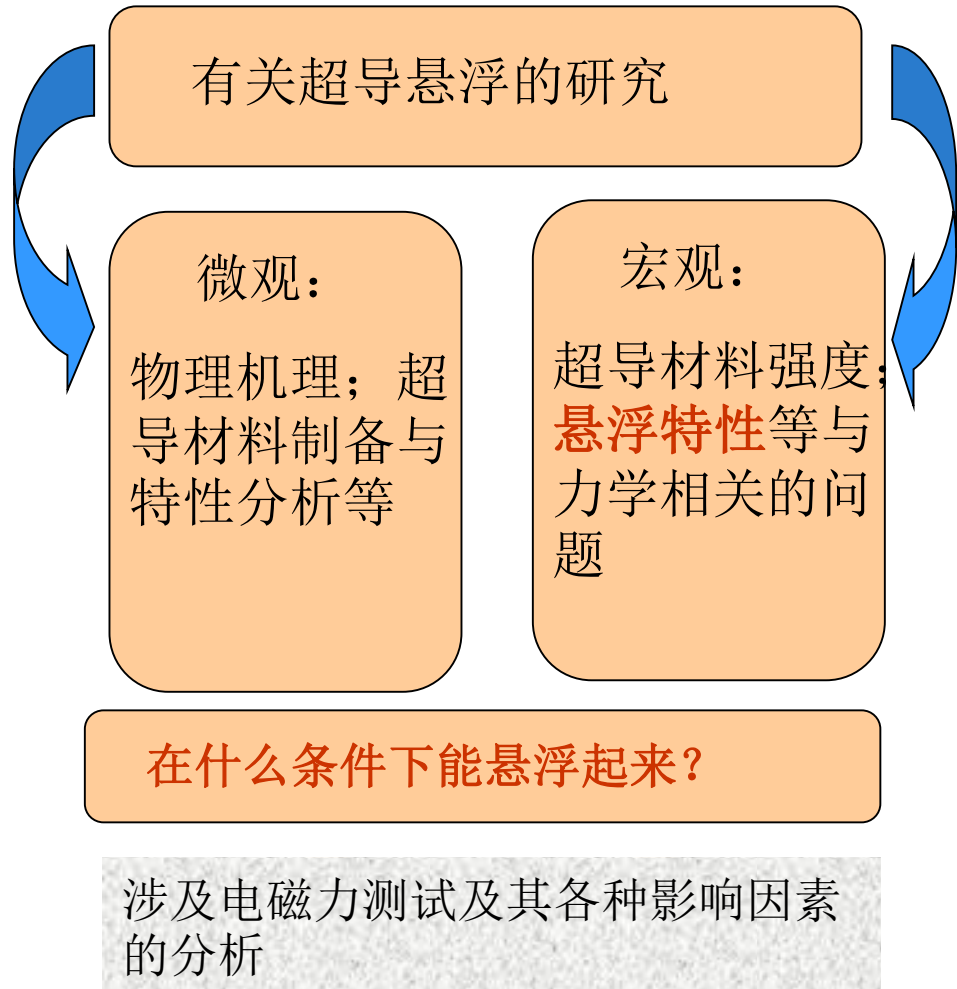 有关超导悬浮的研究
微观：
物理机理；超
导材料制备与
特性分析等
宏观：
超导材料强度；
悬浮特性等与
力学相关的问
题
在什么条件下能悬浮起来？
涉及电磁力测试及其各种影响因素
的分析